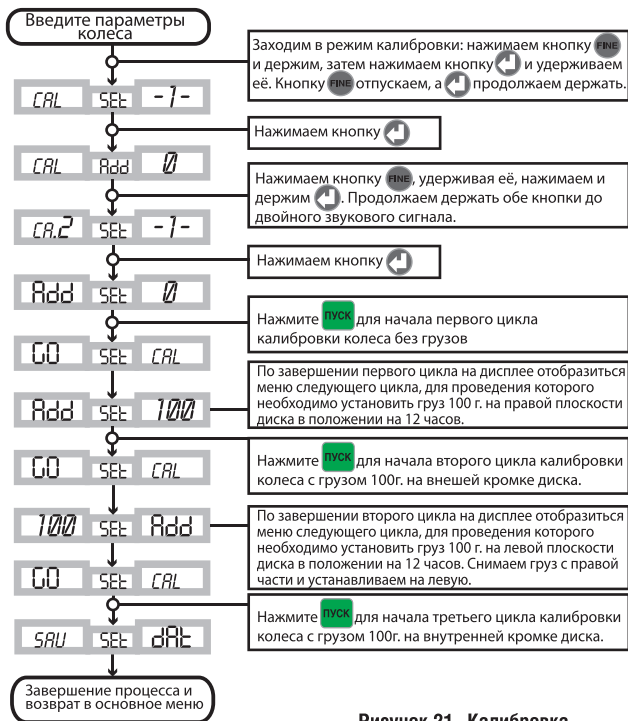 Введите параметры
колеса
Заходим в режим калибровки: нажимаем кнопку FINE
и держим, затем нажимаем кнопку и удерживаем
её. Кнопку FINE отпускаем, а продолжаем держать.
CAL SEt -1-
Нажимаем кнопку
CAL Add 0
Нажимаем кнопку FINE, удерживая её, нажимаем и
держим . Продолжаем держать обе кнопки до
двойного звукового сигнала.
CA.2 SEt -1-
Нажимаем кнопку
Add SEt 0
Нажмите ПУСК для начала первого цикла
калибровки колеса без грузов
GO SEt CAL
По завершении первого цикла на дисплее отобразиться
меню следующего цикла, для проведения которого
необходимо установить груз 100 г. на правой плоскости
диска в положении на 12 часов.
Add SEt 100
Нажмите ПУСК для начала второго цикла калибровки
колеса с грузом 100г. на внешей кромке диска.
GO SEt CAL
По завершении второго цикла на дисплее отобразиться
меню следующего цикла, для проведения которого
необходимо установить груз 100 г. на левой плоскости
диска в положении на 12 часов. Снимаем груз с правой
части и устанавливаем на левую.
100 SEt Add
GO SEt CAL
Нажмите ПУСК для начала третьего цикла калибровки
колеса с грузом 100г. на внутренней кромке диска.
SAU SEt dAt
Завершение процесса и
возврат в основное меню
Рисунок 21. Калибровка